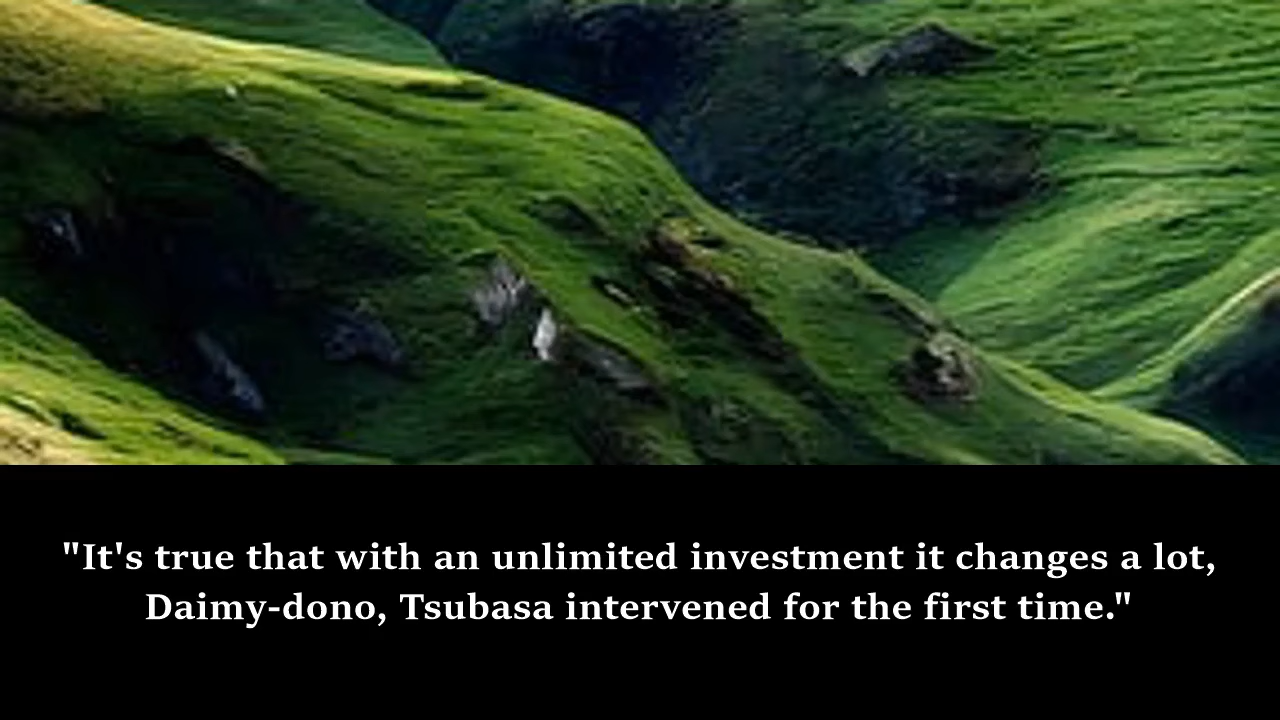 "It's true that with an unlimited investment it changes a lot,
Daimy-dono, Tsubasa intervened for the first time."